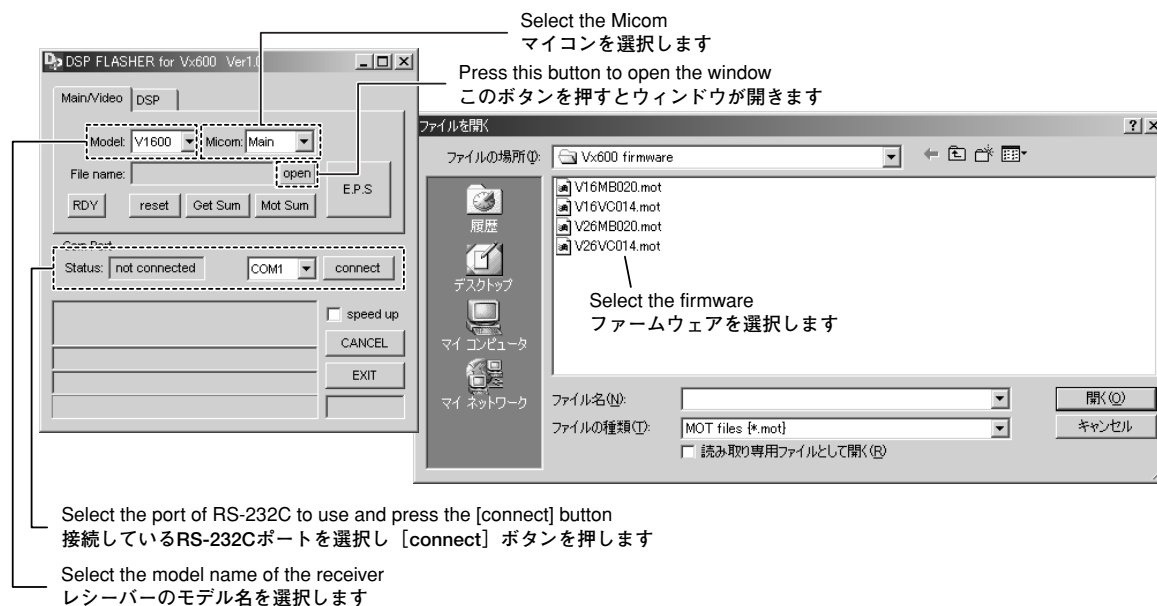 Select the Micom
マイコンを選択します
Press this button to open the window
このボタンを押すとウィンドウが開きます
DSP FLASHER for Vx600 Ver1.0
Main/Video DSP
Model: V1600 Micom: Main
File name: open
E.P.S
RDY reset Get Sum Mot Sum
Com Port
Status: not connected COM1 connect
speed up
CANCEL
EXIT
ファイルを開く
ファイルの場所(I): Vx600 firmware
履歴
デスクトップ
マイ コンピュータ
マイ ネットワーク
V16MB020.mot
V16VC014.mot
V26MB020.mot
V26VC014.mot
Select the firmware
ファームウェアを選択します
ファイル名(N): 開く(O)
ファイルの種類(T): MOT files {*.mot} キャンセル
読み取り専用ファイルとして開く(R)
Select the port of RS-232C to use and press the [connect] button
接続しているRS-232Cポートを選択し［connect］ボタンを押します
Select the model name of the receiver
レシーバーのモデル名を選択します